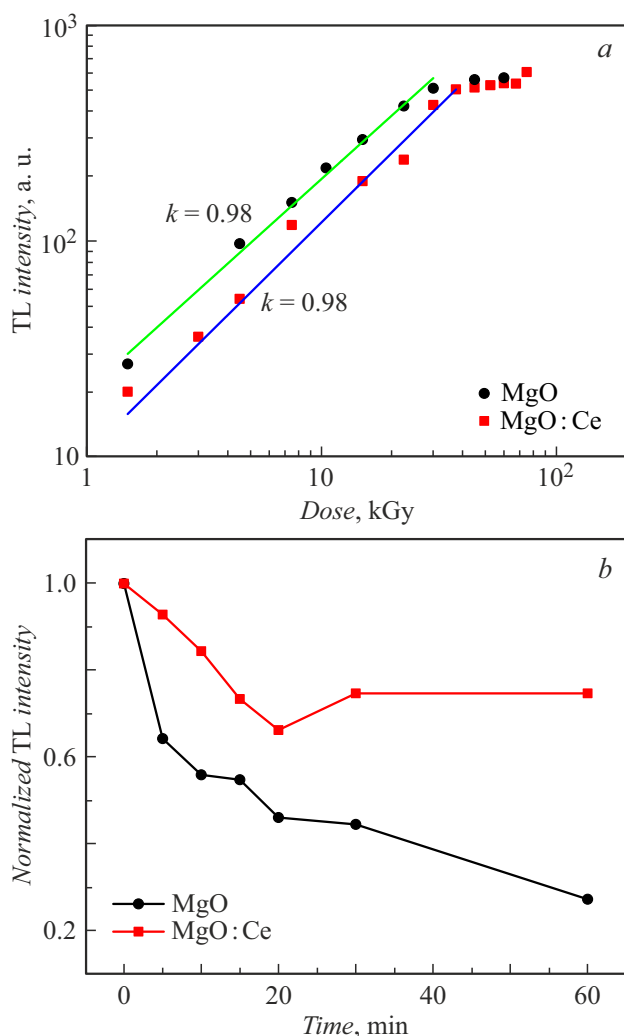 10³
a
TL intensity, a. u.
k = 0.98
10²
k = 0.98
MgO
MgO : Ce
10
1
10
10²
Dose, kGy
b
1.0
Normalized TL intensity
0.6
MgO
MgO : Ce
0.2
0
20
40
60
Time, min